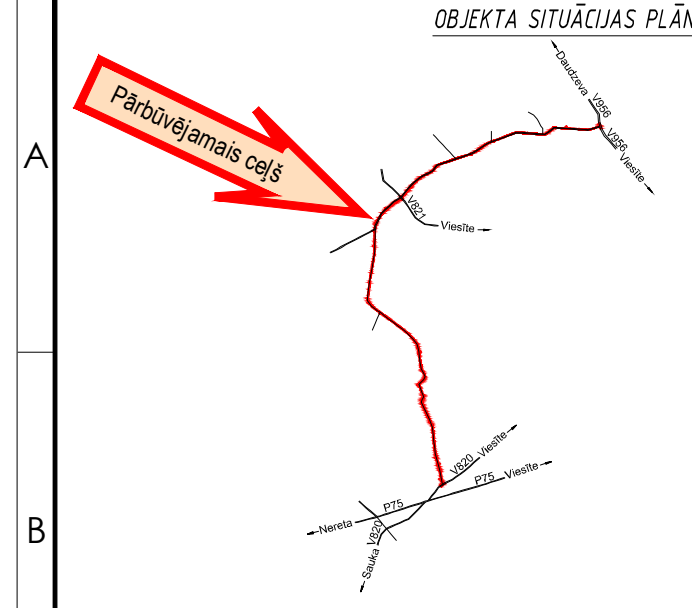 OBJEKTA SITUĀCIJAS PLĀN
Daudzeva
V956
V956
Viesīte
Pārbūvējamais ceļš
A
V821
Viesīte
V820
Viesīte
P75
Viesīte
P75
Nereta
V820
Sauka
B